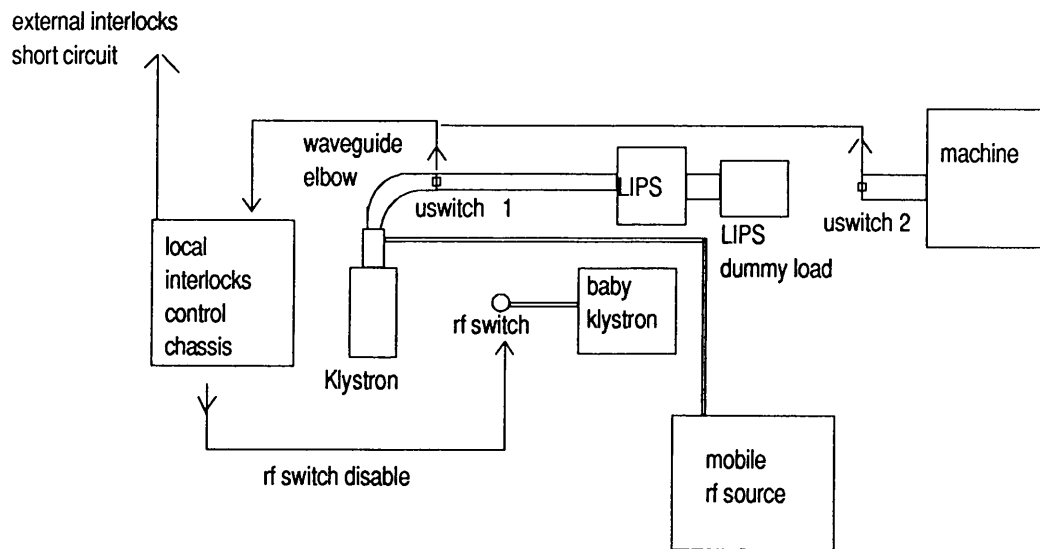 external interlocks
short circuit
waveguide
elbow
machine
LIPS
uswitch 1
uswitch 2
LIPS
dummy load
local
interlocks
control
chassis
baby
klystron
rf switch
Klystron
rf switch disable
mobile
rf source